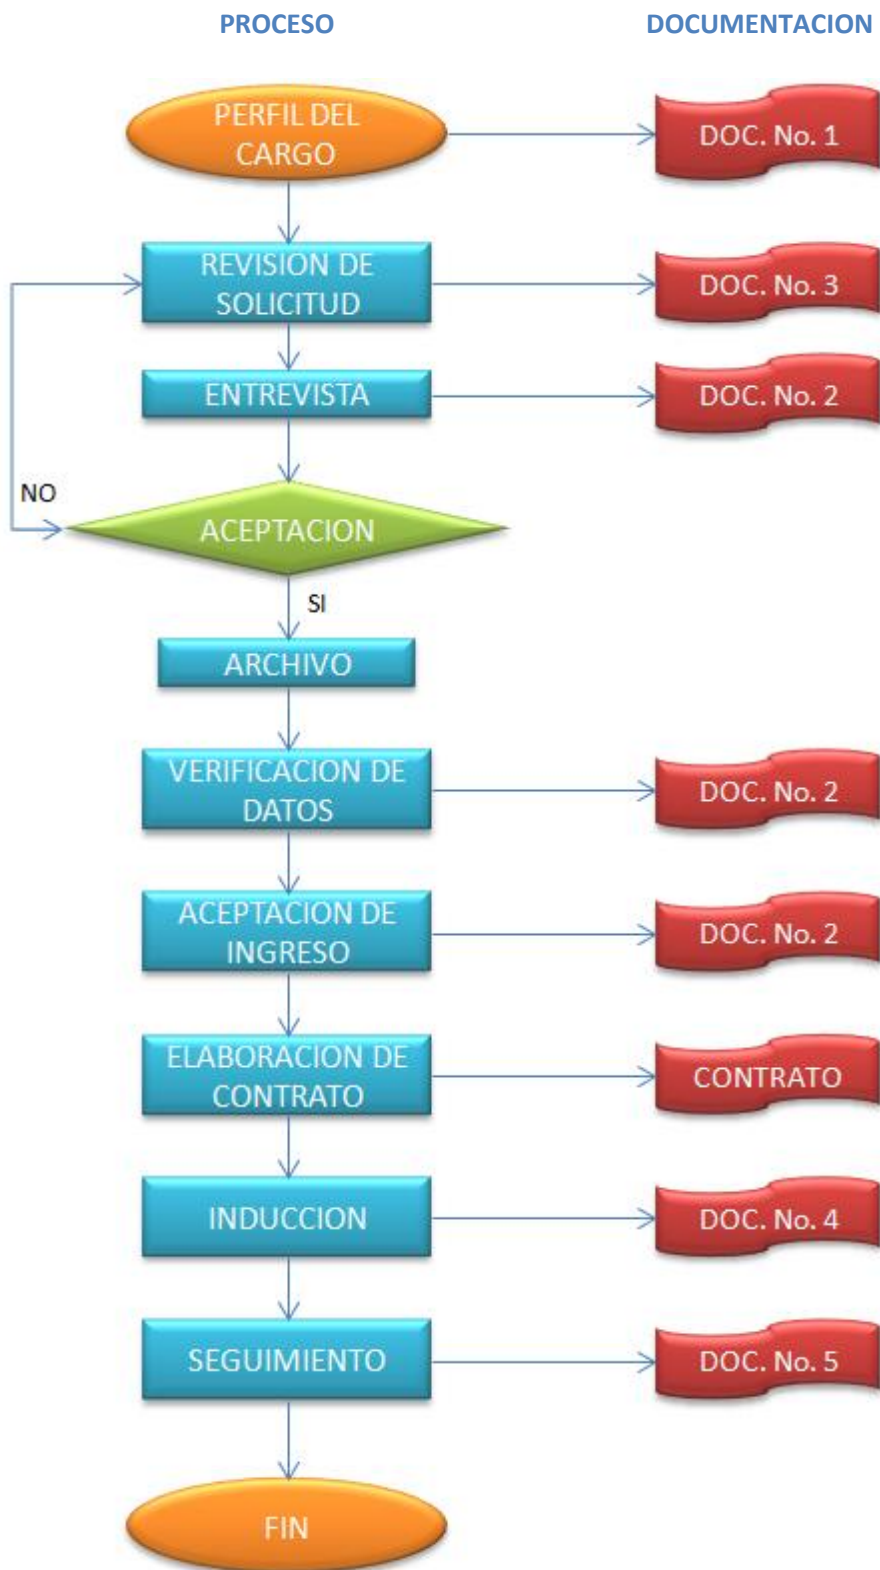 PROCESO
DOCUMENTACION
PERFIL DEL
CARGO
DOC. No. 1
REVISION DE
SOLICITUD
DOC. No. 3
ENTREVISTA
DOC. No. 2
NO
ACEPTACION
SI
ARCHIVO
VERIFICACION DE
DATOS
DOC. No. 2
ACEPTACION DE
INGRESO
DOC. No. 2
ELABORACION DE
CONTRATO
CONTRATO
INDUCCION
DOC. No. 4
SEGUIMIENTO
DOC. No. 5
FIN